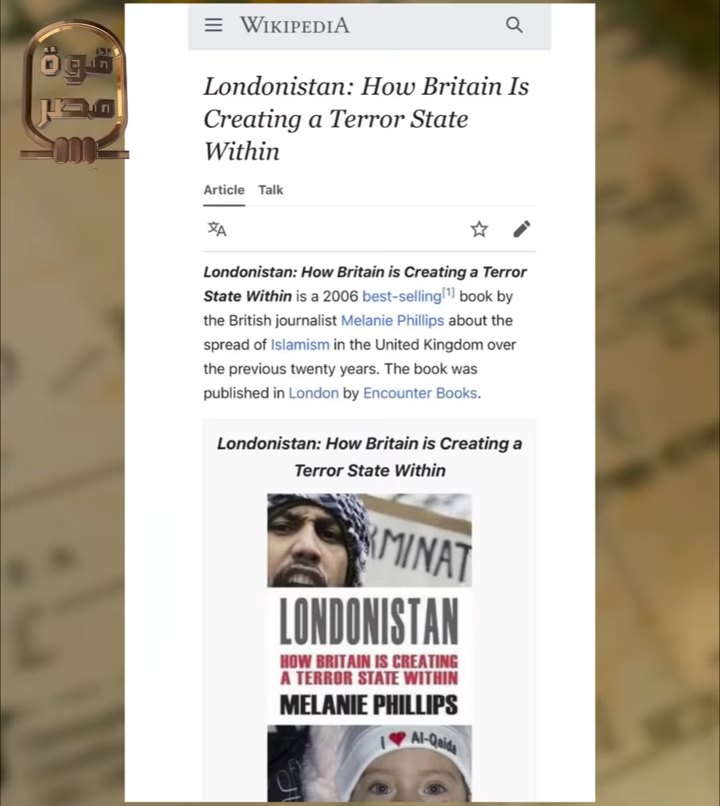 قوة
مصر
WIKIPEDIA
Londonistan: How Britain Is
Creating a Terror State
Within
Article Talk
Londonistan: How Britain is Creating a Terror
State Within is a 2006 best-selling[1] book by
the British journalist Melanie Phillips about the
spread of Islamism in the United Kingdom over
the previous twenty years. The book was
published in London by Encounter Books.
Londonistan: How Britain is Creating a
Terror State Within
MINAT
LONDONISTAN
HOW BRITAIN IS CREATING
A TERROR STATE WITHIN
MELANIE PHILLIPS
I ❤ Al-Qaida